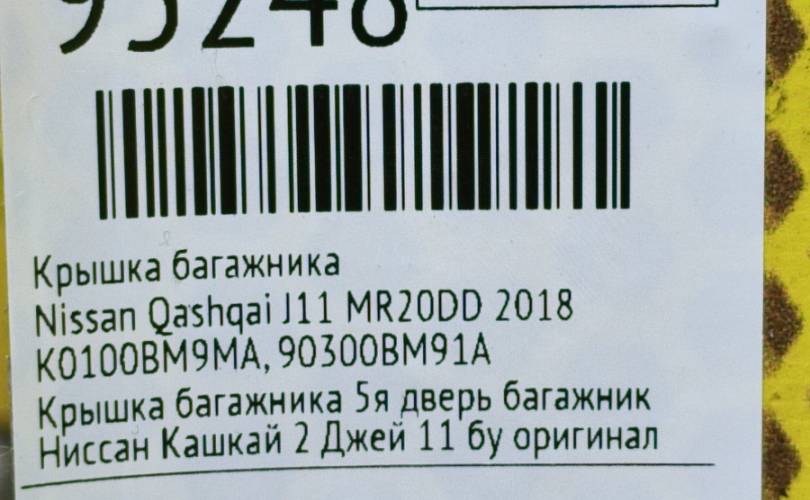 95248
Крышка багажника
Nissan Qashqai J11 MR20DD 2018
K0100BM9MA, 90300BM91A
Крышка багажника 5я дверь багажник
Ниссан Кашкай 2 Джей 11 бу оригинал